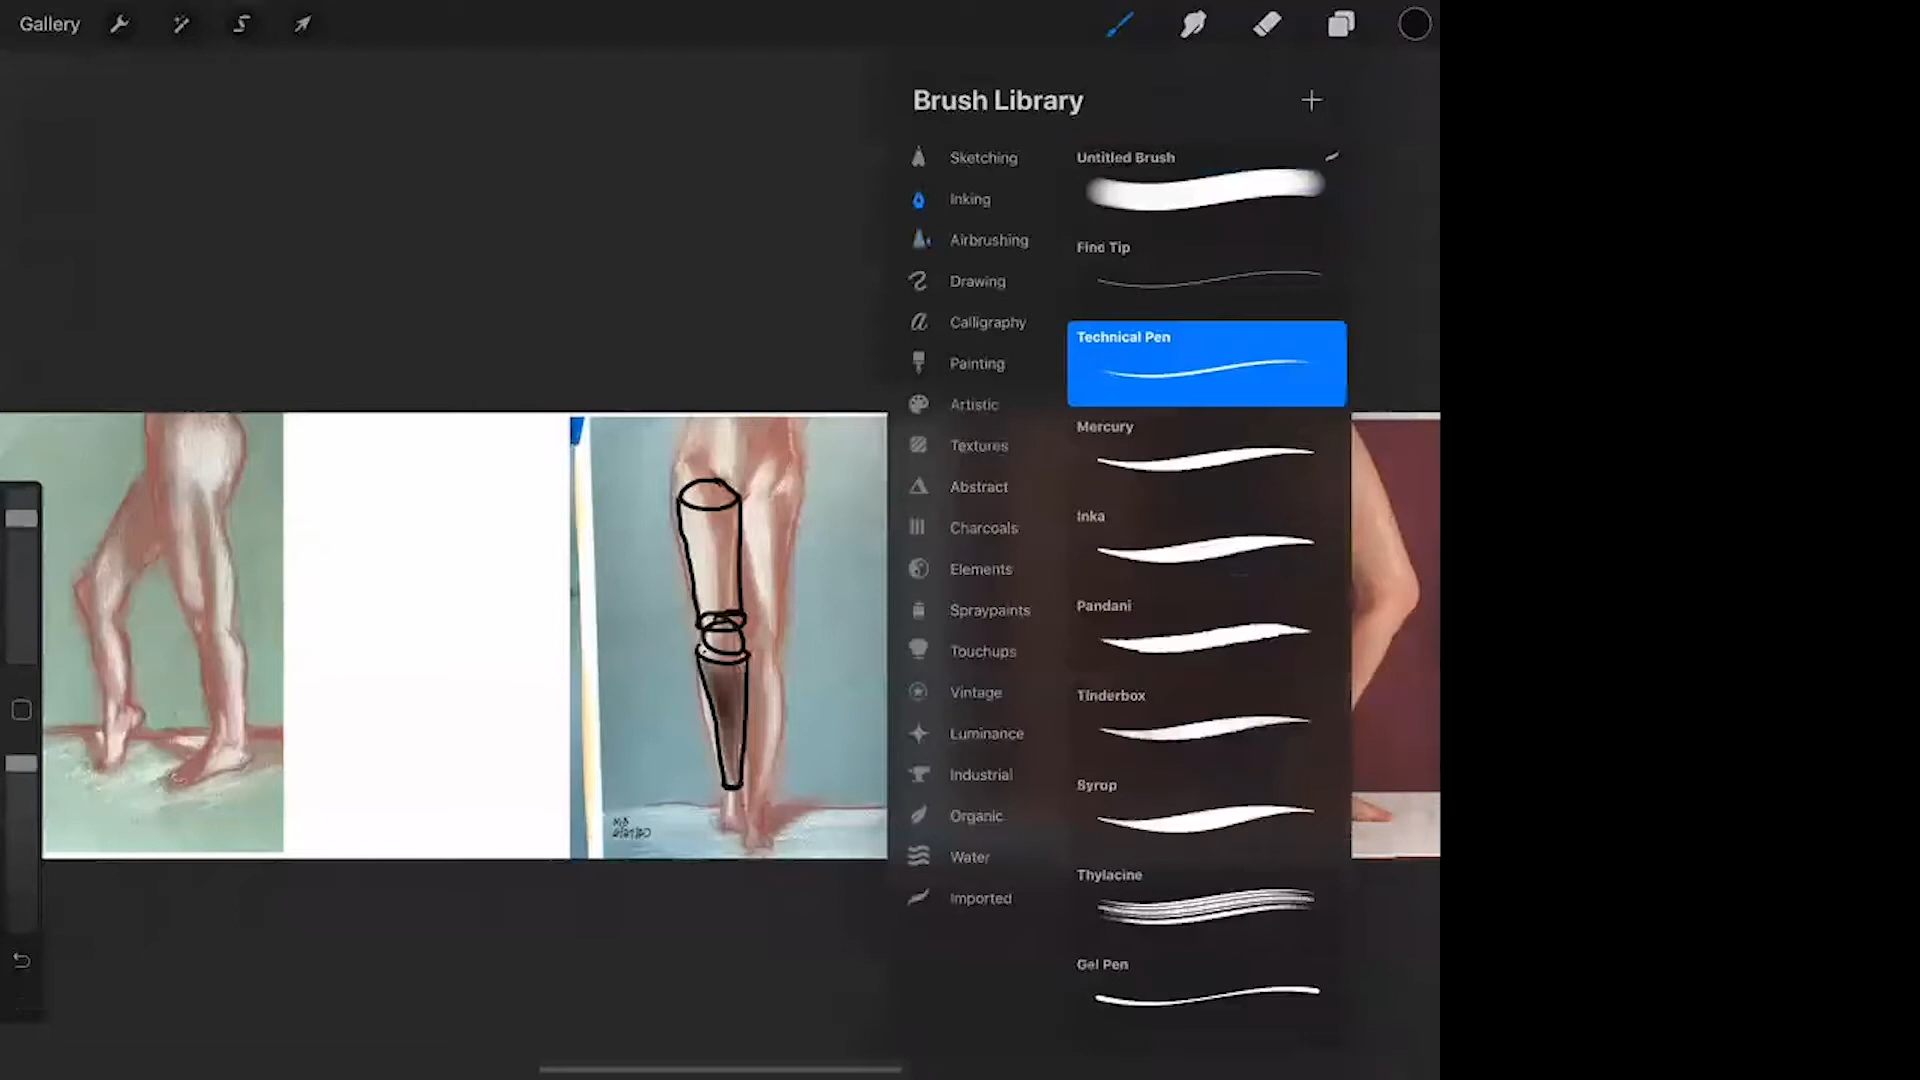 Gallery
Brush Library
Sketching
Inking
Airbrushing
Drawing
Calligraphy
Painting
Artistic
Textures
Abstract
Charcoals
Elements
Spraypaints
Touchups
Vintage
Luminance
Industrial
Organic
Water
Imported
Untitled Brush
Fine Tip
Technical Pen
Mercury
Inka
Pandani
Tinderbox
Syrup
Thylacine
Gel Pen